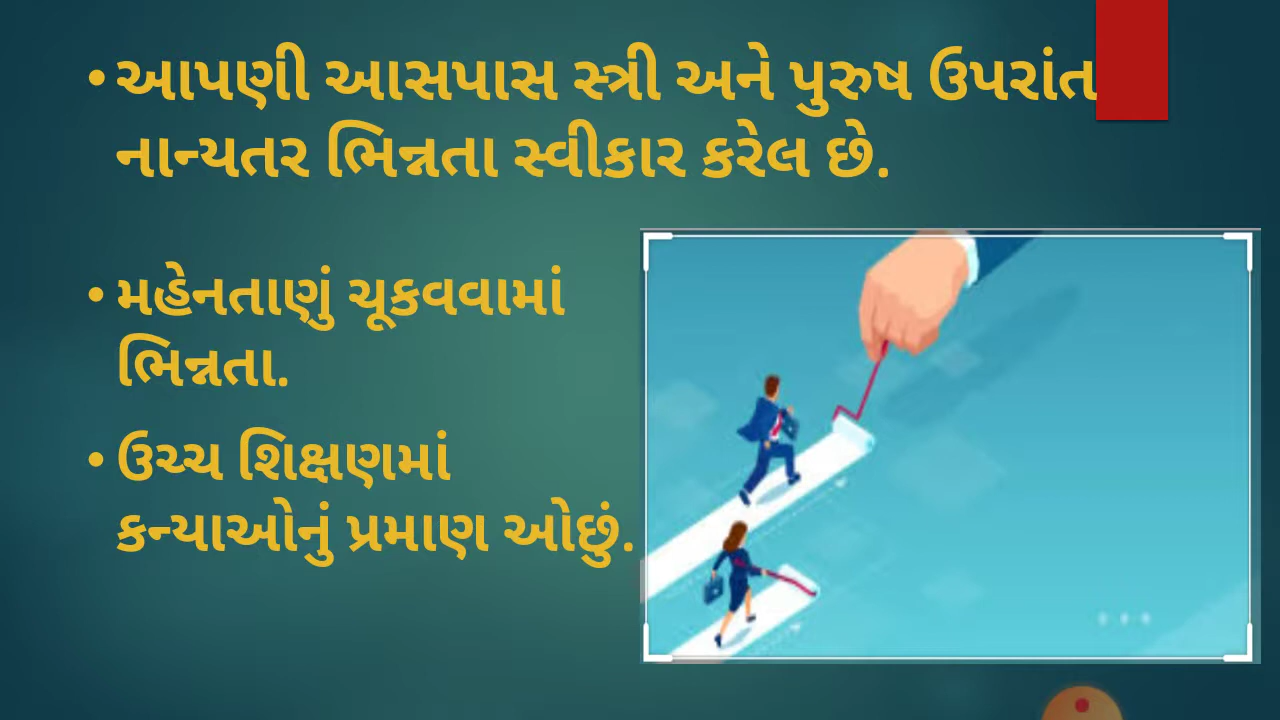 • આપણી આસપાસ સ્ત્રી અને પુરુષ ઉપરાંત
નાન્યતર ભિન્નતા સ્વીકાર કરેલ છે.
• મહેનતાણું ચૂકવવામાં
ભિન્નતા.
• ઉચ્ચ શિક્ષણમાં
કન્યાઓનું પ્રમાણ ઓછું.